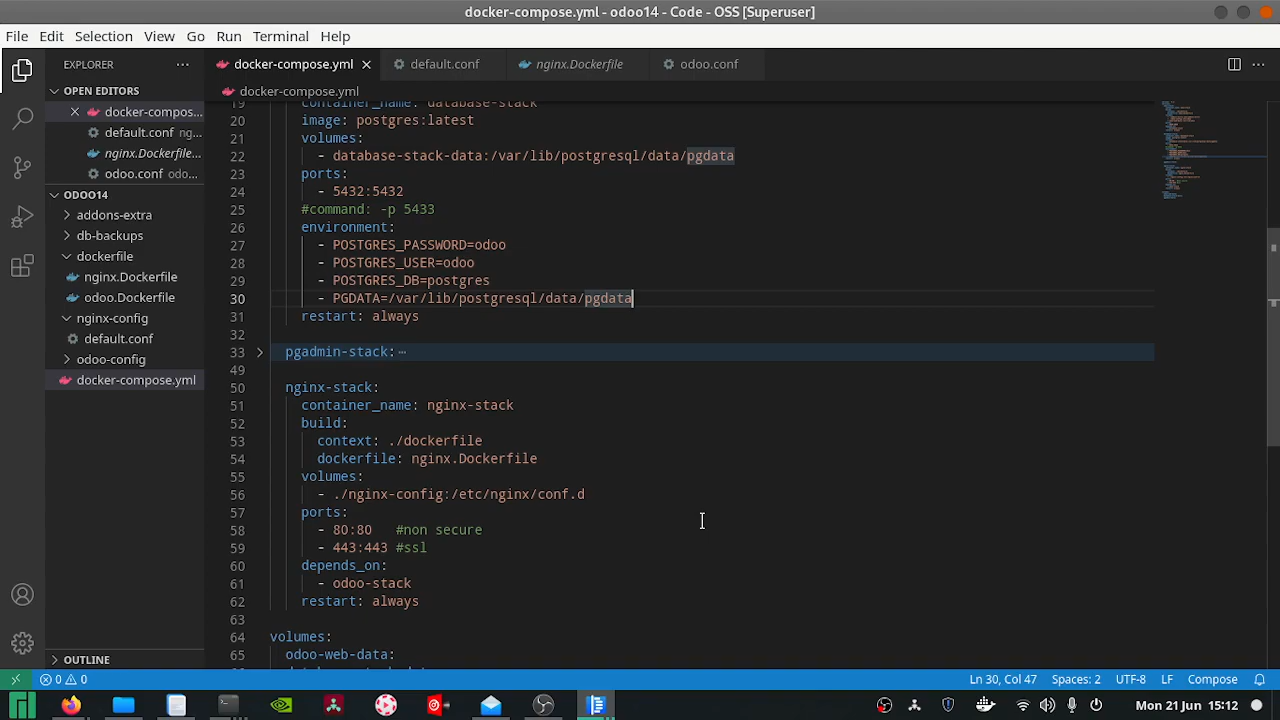 docker-compose.yml - odoo14 - Code - OSS [Superuser]
File Edit Selection View Go Run Terminal Help
EXPLORER
docker-compose.yml
default.conf
nginx.Dockerfile
odoo.conf
OPEN EDITORS
docker-compos...
default.conf ng...
nginx.Dockerfile...
odoo.conf odo...
ODOO14
addons-extra
db-backups
dockerfile
nginx.Dockerfile
odoo.Dockerfile
nginx-config
default.conf
odoo-config
docker-compose.yml
OUTLINE
docker-compose.yml
19 container_name: database-stack
20 image: postgres:latest
21 volumes:
22 - database-stack-data:/var/lib/postgresql/data/pgdata
23 ports:
24 - 5432:5432
25 #command: -p 5433
26 environment:
27 - POSTGRES_PASSWORD=odoo
28 - POSTGRES_USER=odoo
29 - POSTGRES_DB=postgres
30 - PGDATA=/var/lib/postgresql/data/pgdata
31 restart: always
32
33 pgadmin-stack:⋯
49
50 nginx-stack:
51 container_name: nginx-stack
52 build:
53 context: ./dockerfile
54 dockerfile: nginx.Dockerfile
55 volumes:
56 - ./nginx-config:/etc/nginx/conf.d
57 ports:
58 - 80:80 #non secure
59 - 443:443 #ssl
60 depends_on:
61 - odoo-stack
62 restart: always
63
64 volumes:
65 odoo-web-data:
0 0
Ln 30, Col 47 Spaces: 2 UTF-8 LF Compose
Mon 21 Jun 15:12